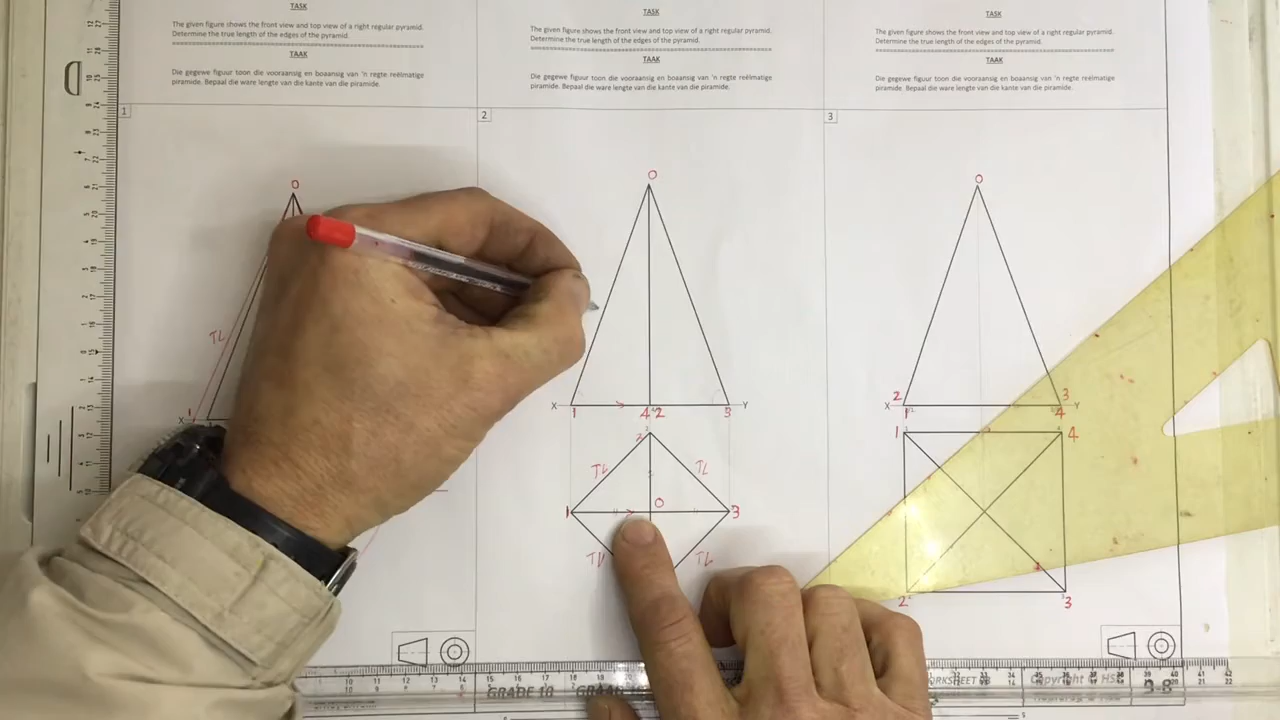 TASK
The given figure shows the front view and top view of a right regular pyramid.
Determine the true length of the edges of the pyramid.
TAAK
Die gegewe figuur toon die vooraansig en boaansig van 'n regte reëlmatige
piramide. Bepaal die ware lengte van die kante van die piramide.
1
O
TL
X 1
TASK
The given figure shows the front view and top view of a right regular pyramid.
Determine the true length of the edges of the pyramid.
TAAK
Die gegewe figuur toon die vooraansig en boaansig van 'n regte reëlmatige
piramide. Bepaal die ware lengte van die kante van die piramide.
2
O
X Y
1 4 2 3
2
TL TL
1 O 3
TL TL
TASK
The given figure shows the front view and top view of a right regular pyramid.
Determine the true length of the edges of the pyramid.
TAAK
Die gegewe figuur toon die vooraansig en boaansig van 'n regte reëlmatige
piramide. Bepaal die ware lengte van die kante van die piramide.
3
O
2 3
X Y
1 4
1 4
2 3
GRADE 10